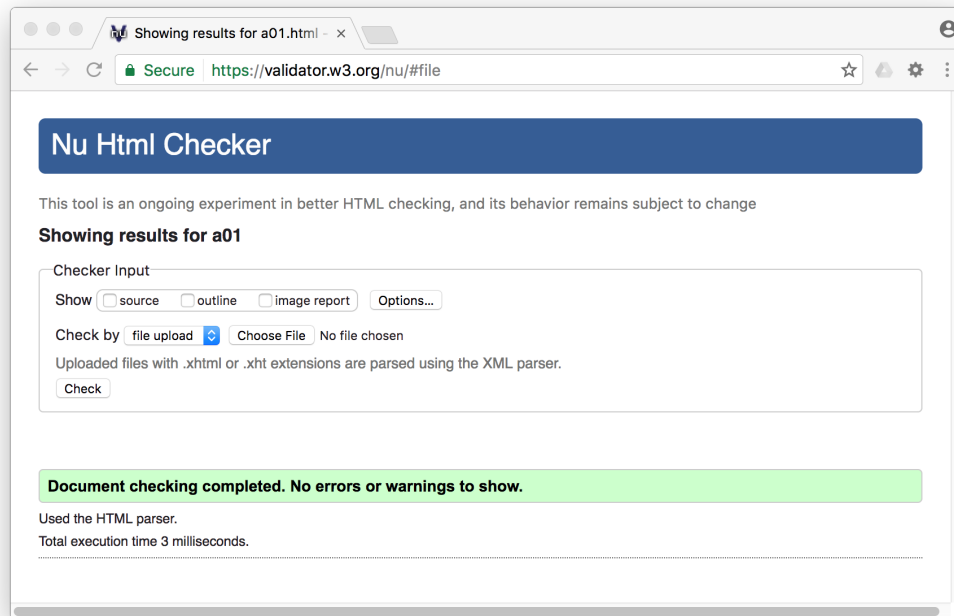 Showing results for a01.html -
Secure https://validator.w3.org/nu/#file
Nu Html Checker
This tool is an ongoing experiment in better HTML checking, and its behavior remains subject to change
Showing results for a01
Checker Input
Show source outline image report Options...
Check by file upload Choose File No file chosen
Uploaded files with .xhtml or .xht extensions are parsed using the XML parser.
Check
Document checking completed. No errors or warnings to show.
Used the HTML parser.
Total execution time 3 milliseconds.